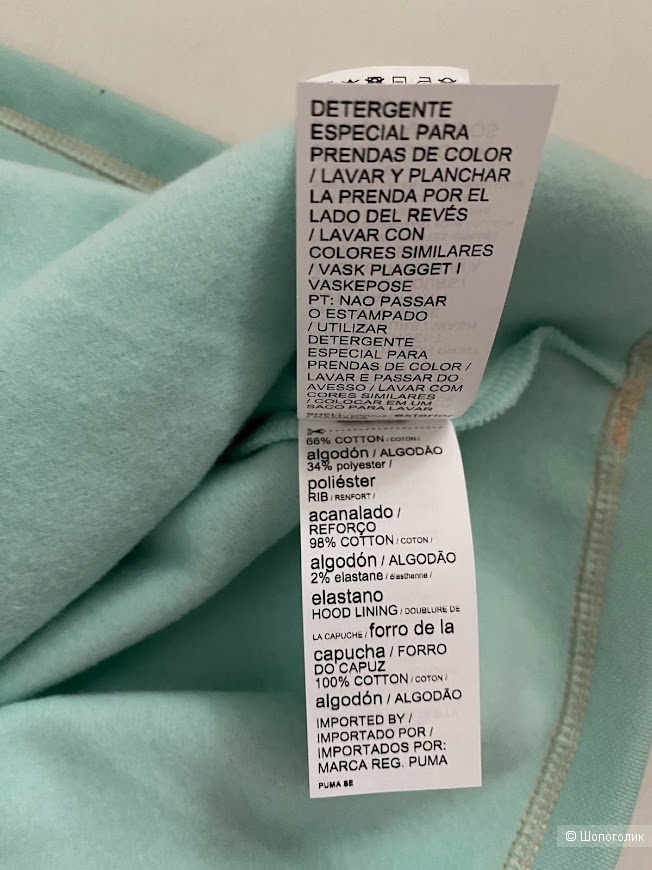 DETERGENTE
ESPECIAL PARA
PRENDAS DE COLOR
/ LAVAR Y PLANCHAR
LA PRENDA POR EL
LADO DEL REVÉS
/ LAVAR CON
COLORES SIMILARES
/ VASK PLAGGET I
VASKEPOSE
PT: NAO PASSAR
O ESTAMPADO
/ UTILIZAR
DETERGENTE
ESPECIAL PARA
PRENDAS DE COLOR /
LAVAR E PASSAR DO
AVESSO / LAVAR COM
CORES SIMILARES
/ COLOCAR EM UM
SACO PARA LAVAR
SHELL / exterior
66% COTTON / COTON /
algodón / ALGODÃO
34% polyester /
poliéster
RIB / RENFORT /
acanalado /
REFORÇO
98% COTTON / COTON /
algodón / ALGODÃO
2% elastane / élasthanne /
elastano
HOOD LINING / DOUBLURE DE
LA CAPUCHE / forro de la
capucha / FORRO
DO CAPUZ
100% COTTON / COTON /
algodón / ALGODÃO
IMPORTED BY /
IMPORTADO POR /
IMPORTADOS POR:
MARCA REG. PUMA
PUMA SE
© Шопоголик